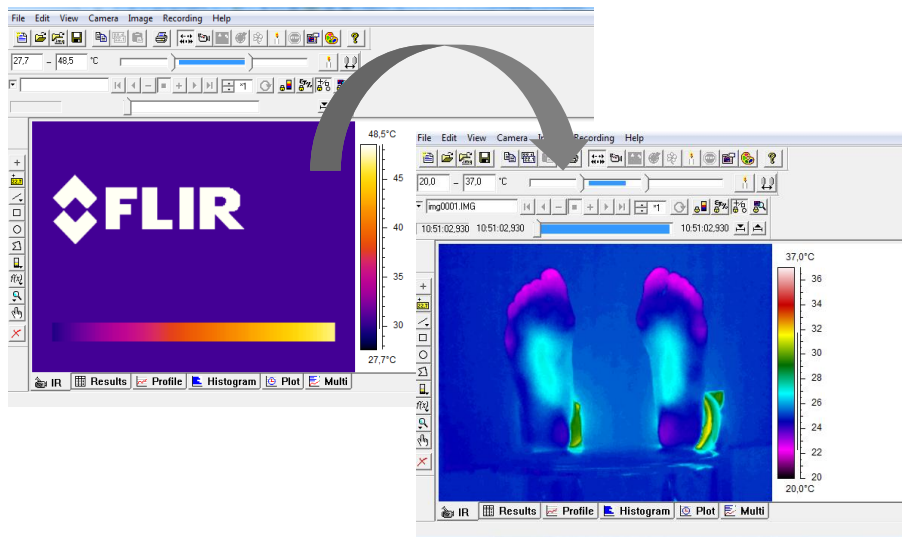 File Edit View Camera Image Recording Help
27,7 – 48,5 °C
*1
48,5°C
45
40
35
30
27,7°C
FLIR
IR Results Profile Histogram Plot Multi
File Edit View Camera Recording Help
20,0 – 37,0 °C
img0001.IMG
*1
10:51:02,930 10:51:02,930 10:51:02,930
37,0°C
36
34
32
30
28
26
24
22
20
20,0°C
IR Results Profile Histogram Plot Multi